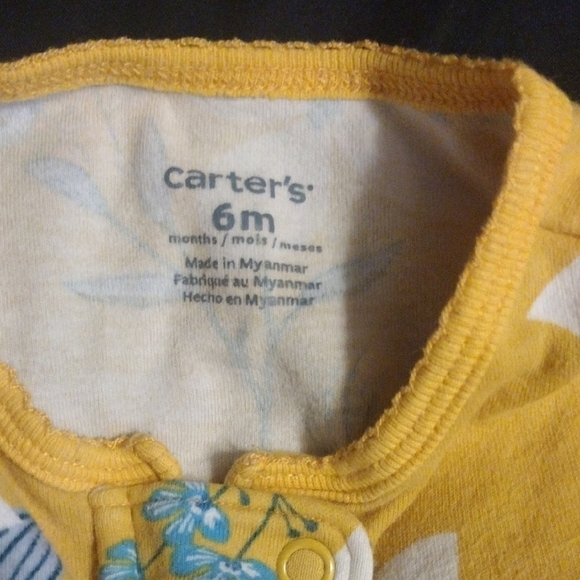 carter's
6m
months / mois / meses
Made in Myanmar
Fabriqué au Myanmar
Hecho en Myanmar